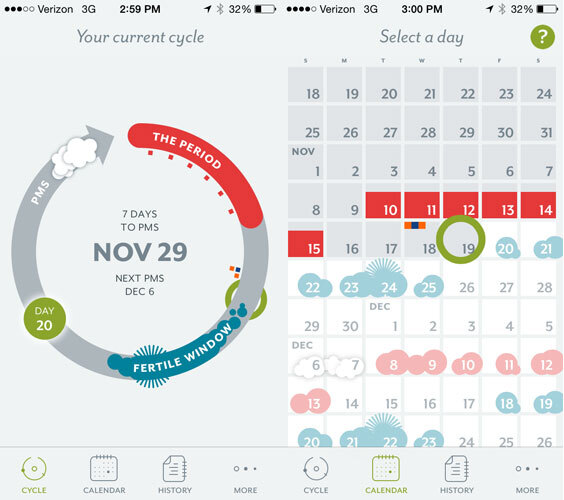 Verizon 3G 2:59 PM 32%
Your current cycle
THE PERIOD
PMS
7 DAYS
TO PMS
NOV 29
NEXT PMS
DEC 6
DAY
20
FERTILE WINDOW
CYCLE CALENDAR HISTORY MORE
Verizon 3G 3:00 PM 32%
Select a day ?
S M T W T F S
18 19 20 21 22 23 24
25 26 27 28 29 30 31
NOV
1 2 3 4 5 6 7
8 9 10 11 12 13 14
15 16 17 18 19 20 21
22 23 24 25 26 27 28
DEC
29 30 1 2 3 4 5
DEC
6 7 8 9 10 11 12
13 14 15 16 17 18 19
20 21 22 23 24 25 26
CYCLE CALENDAR HISTORY MORE